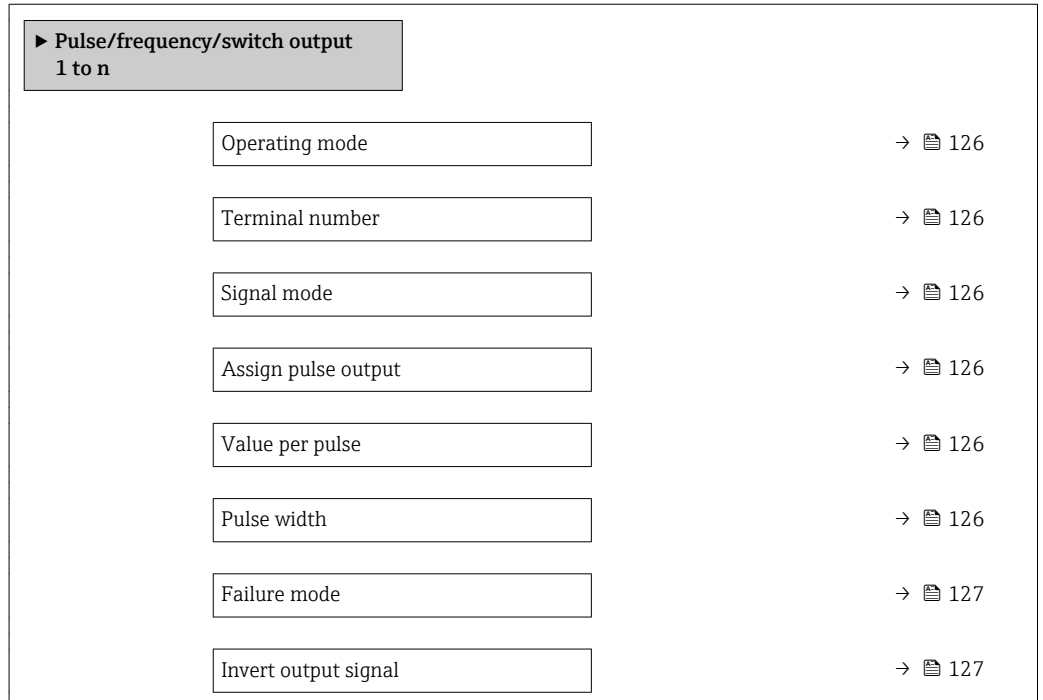 ▶ Pulse/frequency/switch output
1 to n
Operating mode → 126
Terminal number → 126
Signal mode → 126
Assign pulse output → 126
Value per pulse → 126
Pulse width → 126
Failure mode → 127
Invert output signal → 127